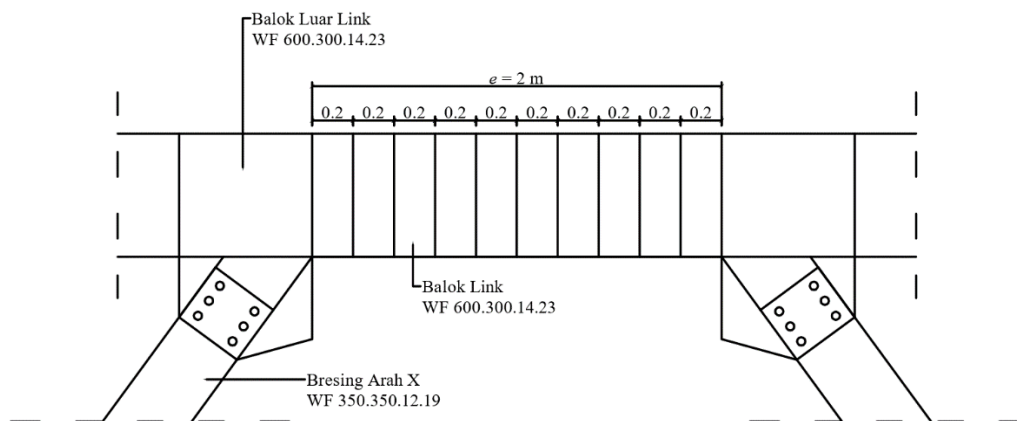 Balok Luar Link
WF 600.300.14.23
e = 2 m
0.2 0.2 0.2 0.2 0.2 0.2 0.2 0.2 0.2 0.2
Balok Link
WF 600.300.14.23
Bresing Arah X
WF 350.350.12.19